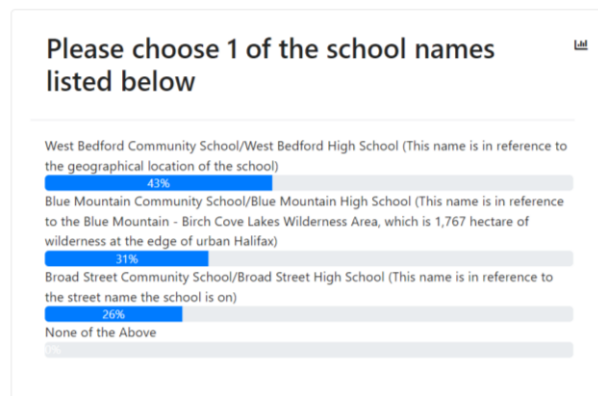 Please choose 1 of the school names
listed below
West Bedford Community School/West Bedford High School (This name is in reference to
the geographical location of the school)
43%
Blue Mountain Community School/Blue Mountain High School (This name is in reference
to the Blue Mountain - Birch Cove Lakes Wilderness Area, which is 1,767 hectare of
wilderness at the edge of urban Halifax)
31%
Broad Street Community School/Broad Street High School (This name is in reference to
the street name the school is on)
26%
None of the Above
0%